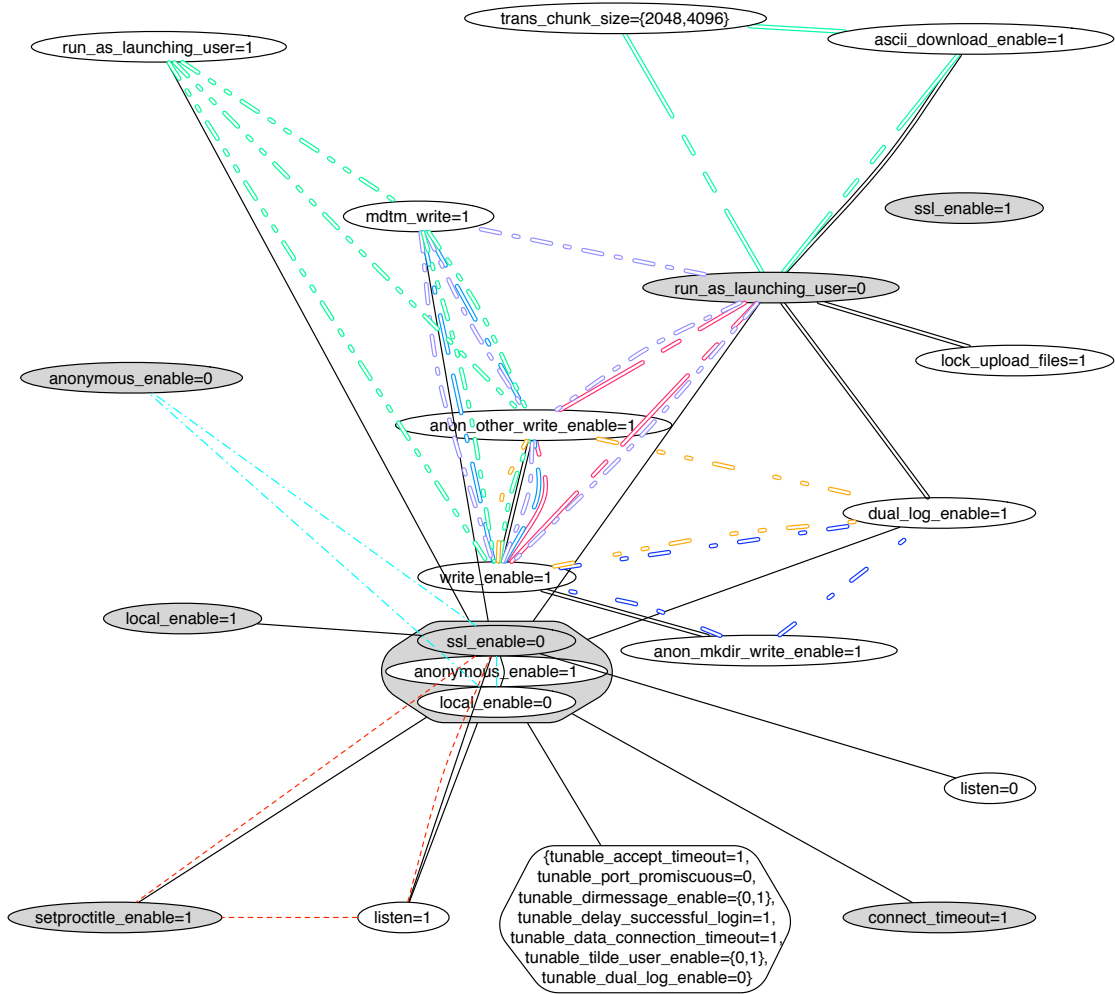 trans_chunk_size={2048,4096}
run_as_launching_user=1
ascii_download_enable=1
ssl_enable=1
mdtm_write=1
run_as_launching_user=0
lock_upload_files=1
anonymous_enable=0
anon_other_write_enable=1
dual_log_enable=1
write_enable=1
local_enable=1
ssl_enable=0
anon_mkdir_write_enable=1
anonymous_enable=1
local_enable=0
listen=0
{tunable_accept_timeout=1,
tunable_port_promiscuous=0,
tunable_dirmessage_enable={0,1},
tunable_delay_successful_login=1,
tunable_data_connection_timeout=1,
tunable_tilde_user_enable={0,1},
tunable_dual_log_enable=0}
setproctitle_enable=1
listen=1
connect_timeout=1